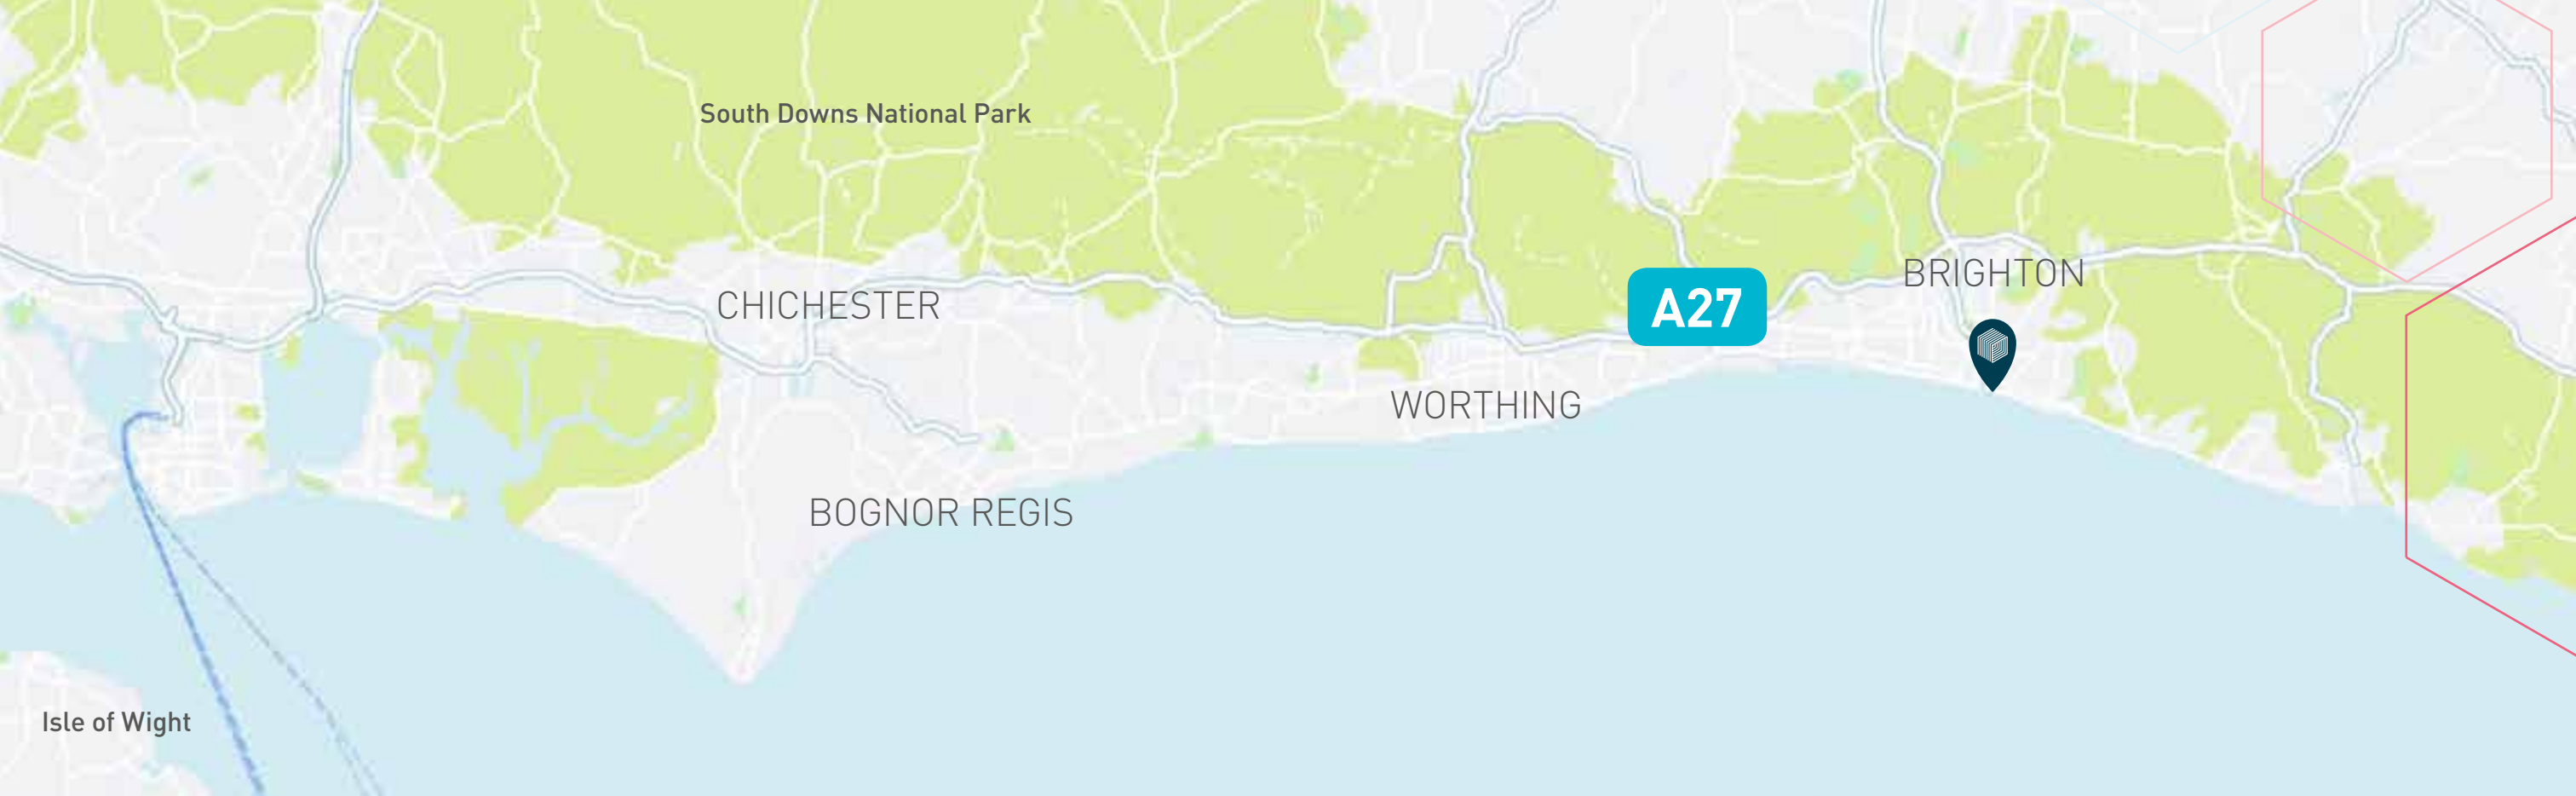 South Downs National Park
BRIGHTON
CHICHESTER
A27
WORTHING
BOGNOR REGIS
Isle of Wight